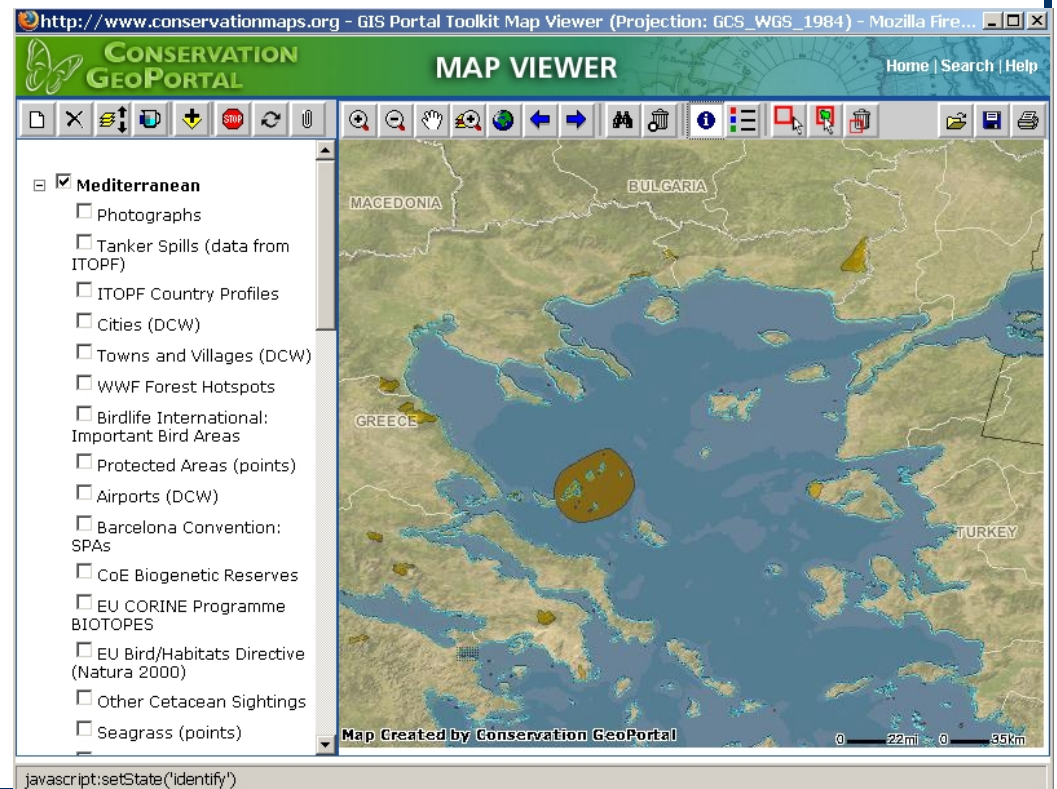 http://www.conservationmaps.org - GIS Portal Toolkit Map Viewer (Projection: GCS_WGS_1984) - Mozilla Fire...
CONSERVATION
GEOPORTAL
MAP VIEWER
Home | Search | Help
STOP
Mediterranean
Photographs
Tanker Spills (data from
ITOPF)
ITOPF Country Profiles
Cities (DCW)
Towns and Villages (DCW)
WWF Forest Hotspots
Birdlife International:
Important Bird Areas
Protected Areas (points)
Airports (DCW)
Barcelona Convention:
SPAs
CoE Biogenetic Reserves
EU CORINE Programme
BIOTOPES
EU Bird/Habitats Directive
(Natura 2000)
Other Cetacean Sightings
Seagrass (points)
MACEDONIA
BULGARIA
GREECE
TURKEY
Map Created by Conservation GeoPortal
0 22mi 0 35km
javascript:setState('identify')